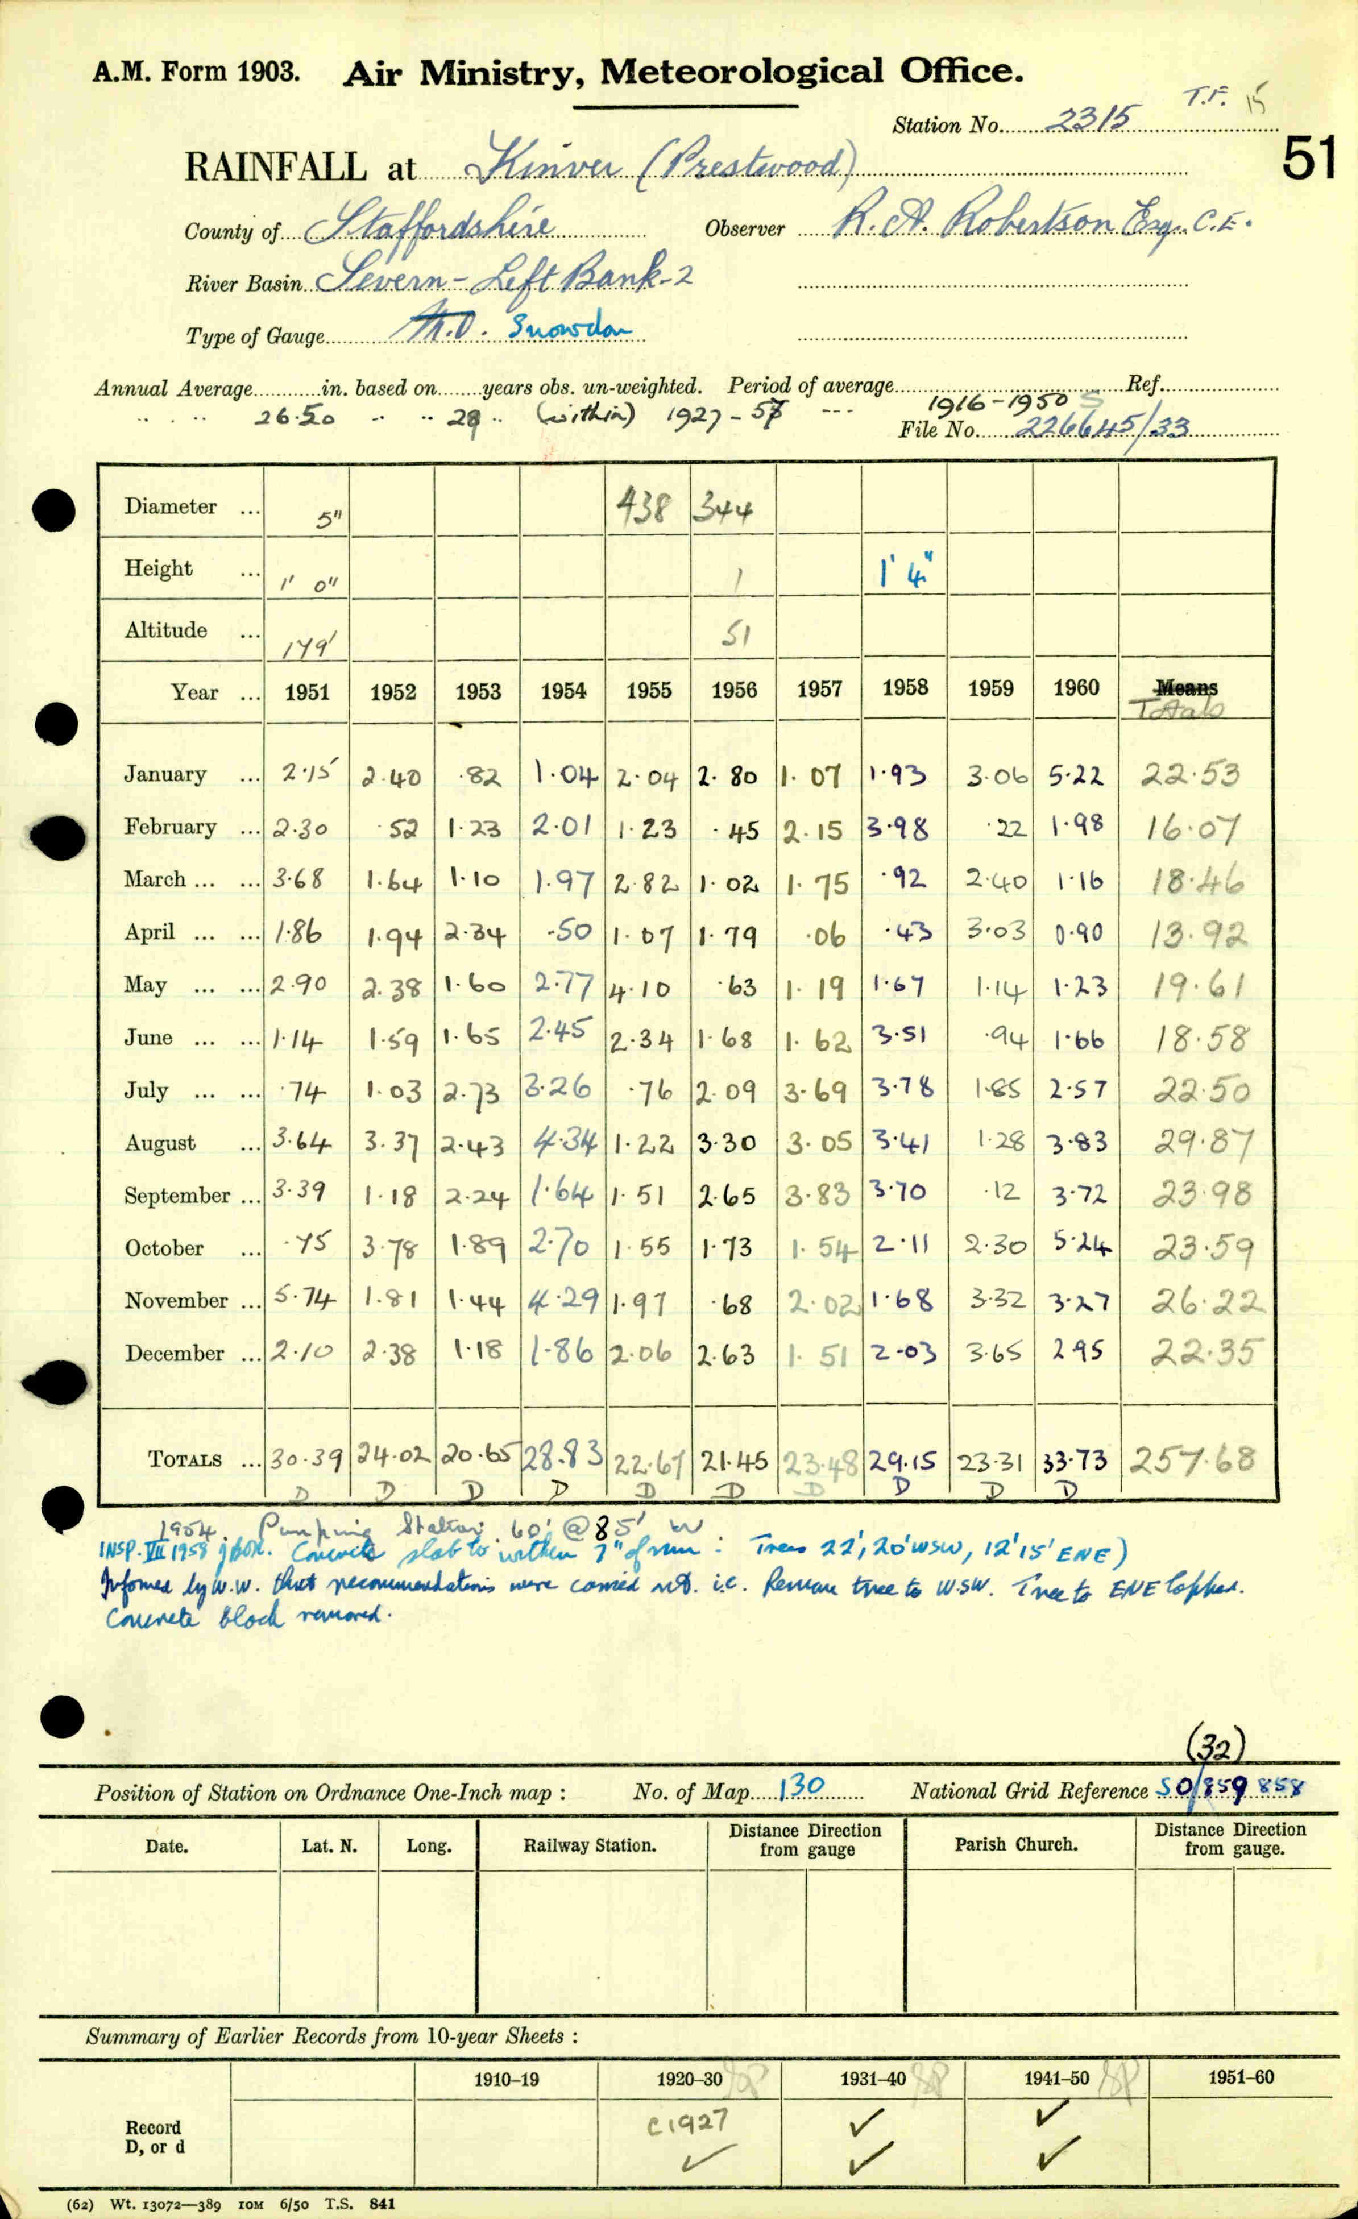 A.M. Form 1903. Air Ministry, Meteorological Office.
T.F. 15
Station No. 2315
51
RAINFALL at Kinver (Prestwood)
County of Staffordshire Observer R. A. Robertson Esq. C.E.
River Basin Severn - Left Bank - 2
Type of Gauge M.O. Snowdon
Annual Average in. based on years obs. un-weighted. Period of average Ref.
26.50 28 (within) 1927 - 57 1916-1950 S
File No. 226645/33
Diameter ... 5" 438 344
Height ... 1' 0" 1 1' 4"
Altitude ... 179' 51
Year ... 1951 1952 1953 1954 1955 1956 1957 1958 1959 1960 Means
Totals
January ... 2.15 2.40 .82 1.04 2.04 2.80 1.07 1.93 3.06 5.22 22.53
February ... 2.30 .52 1.23 2.01 1.23 .45 2.15 3.98 .22 1.98 16.07
March ... ... 3.68 1.64 1.10 1.97 2.82 1.02 1.75 .92 2.40 1.16 18.46
April ... ... 1.86 1.94 2.34 .50 1.07 1.79 .06 .43 3.03 0.90 13.92
May ... ... 2.90 2.38 1.60 2.77 4.10 .63 1.19 1.67 1.14 1.23 19.61
June ... ... 1.14 1.59 1.65 2.45 2.34 1.68 1.62 3.51 .94 1.66 18.58
July ... ... .74 1.03 2.73 3.26 .76 2.09 3.69 3.78 1.85 2.57 22.50
August ... 3.64 3.37 2.43 4.34 1.22 3.30 3.05 3.41 1.28 3.83 29.87
September ... 3.39 1.18 2.24 1.64 1.51 2.65 3.83 3.70 .12 3.72 23.98
October ... .75 3.78 1.89 2.70 1.55 1.73 1.54 2.11 2.30 5.24 23.59
November ... 5.74 1.81 1.44 4.29 1.97 .68 2.02 1.68 3.32 3.27 26.22
December ... 2.10 2.38 1.18 1.86 2.06 2.63 1.51 2.03 3.65 2.95 22.35
TOTALS ... 30.39 24.02 20.65 28.83 22.67 21.45 23.48 29.15 23.31 33.73 257.68
D D D D D D D D D D
1954. Pumping Station. 60' @ 85' W
INSP. VII 1958 Concrete slab to within 7" of rim : Trees 22', 20' WSW, 12' 15' ENE)
Informed by W.W. that recommendations were carried out. i.e. Remove tree to WSW. Tree to ENE lopped.
Concrete block removed.
(32)
Position of Station on Ordnance One-Inch map : No. of Map 130 National Grid Reference SO/859 858
Date. Lat. N. Long. Railway Station. Distance from gauge Direction Parish Church. Distance from gauge. Direction
Summary of Earlier Records from 10-year Sheets :
1910–19 1920–30 1931–40 1941–50 1951–60
Record c1927 ✓ ✓
D, or d ✓ ✓ ✓
(62) Wt. 13072—389 10M 6/50 T.S. 841